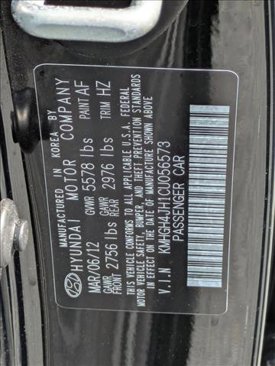 MANUFACTURED IN KOREA BY
HYUNDAI MOTOR COMPANY
MAR/06/12 GVWR 5578 lbs PAINT AF
GAWR FRONT 2756 lbs GAWR REAR 2976 lbs TRIM HZ
THIS VEHICLE CONFORMS TO ALL APPLICABLE U.S.A FEDERAL
MOTOR VEHICLE SAFETY, BUMPER, AND THEFT PREVENTION
STANDARDS IN EFFECT ON THE DATE OF MANUFACTURE SHOWN ABOVE.
V.I.N KMHGH4JH1CU056573
PASSENGER CAR